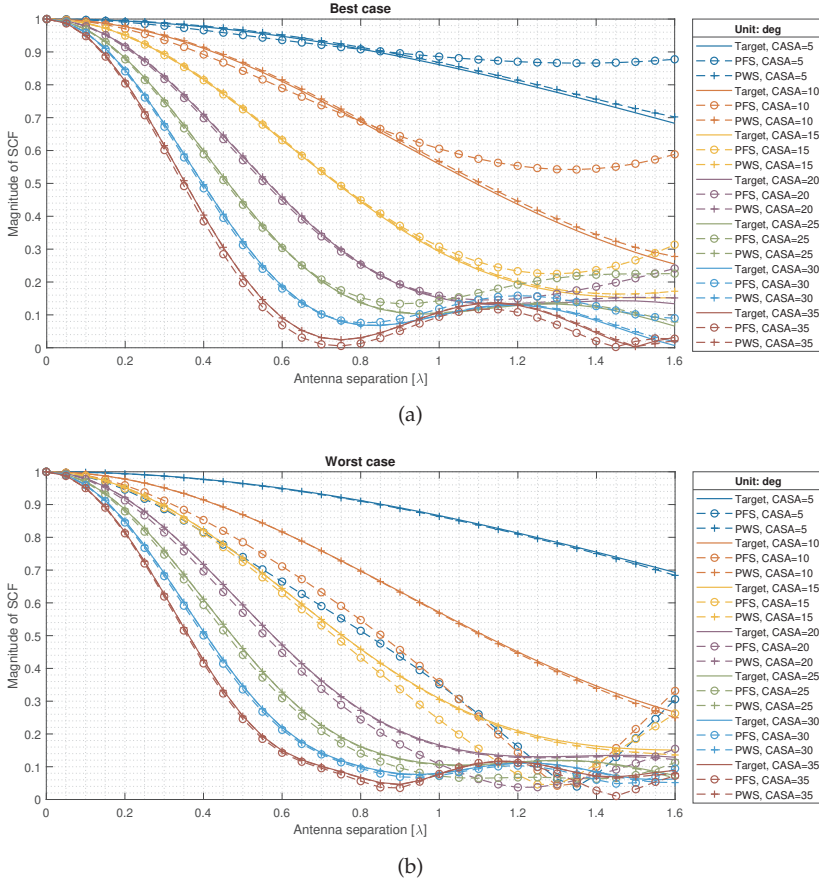 Best case
Magnitude of SCF
1
0.9
0.8
0.7
0.6
0.5
0.4
0.3
0.2
0.1
0
0 0.2 0.4 0.6 0.8 1 1.2 1.4 1.6
Antenna separation [λ]
Unit: deg
Target, CASA=5
PFS, CASA=5
PWS, CASA=5
Target, CASA=10
PFS, CASA=10
PWS, CASA=10
Target, CASA=15
PFS, CASA=15
PWS, CASA=15
Target, CASA=20
PFS, CASA=20
PWS, CASA=20
Target, CASA=25
PFS, CASA=25
PWS, CASA=25
Target, CASA=30
PFS, CASA=30
PWS, CASA=30
Target, CASA=35
PFS, CASA=35
PWS, CASA=35
(a)
Worst case
Magnitude of SCF
1
0.9
0.8
0.7
0.6
0.5
0.4
0.3
0.2
0.1
0
0 0.2 0.4 0.6 0.8 1 1.2 1.4 1.6
Antenna separation [λ]
Unit: deg
Target, CASA=5
PFS, CASA=5
PWS, CASA=5
Target, CASA=10
PFS, CASA=10
PWS, CASA=10
Target, CASA=15
PFS, CASA=15
PWS, CASA=15
Target, CASA=20
PFS, CASA=20
PWS, CASA=20
Target, CASA=25
PFS, CASA=25
PWS, CASA=25
Target, CASA=30
PFS, CASA=30
PWS, CASA=30
Target, CASA=35
PFS, CASA=35
PWS, CASA=35
(b)